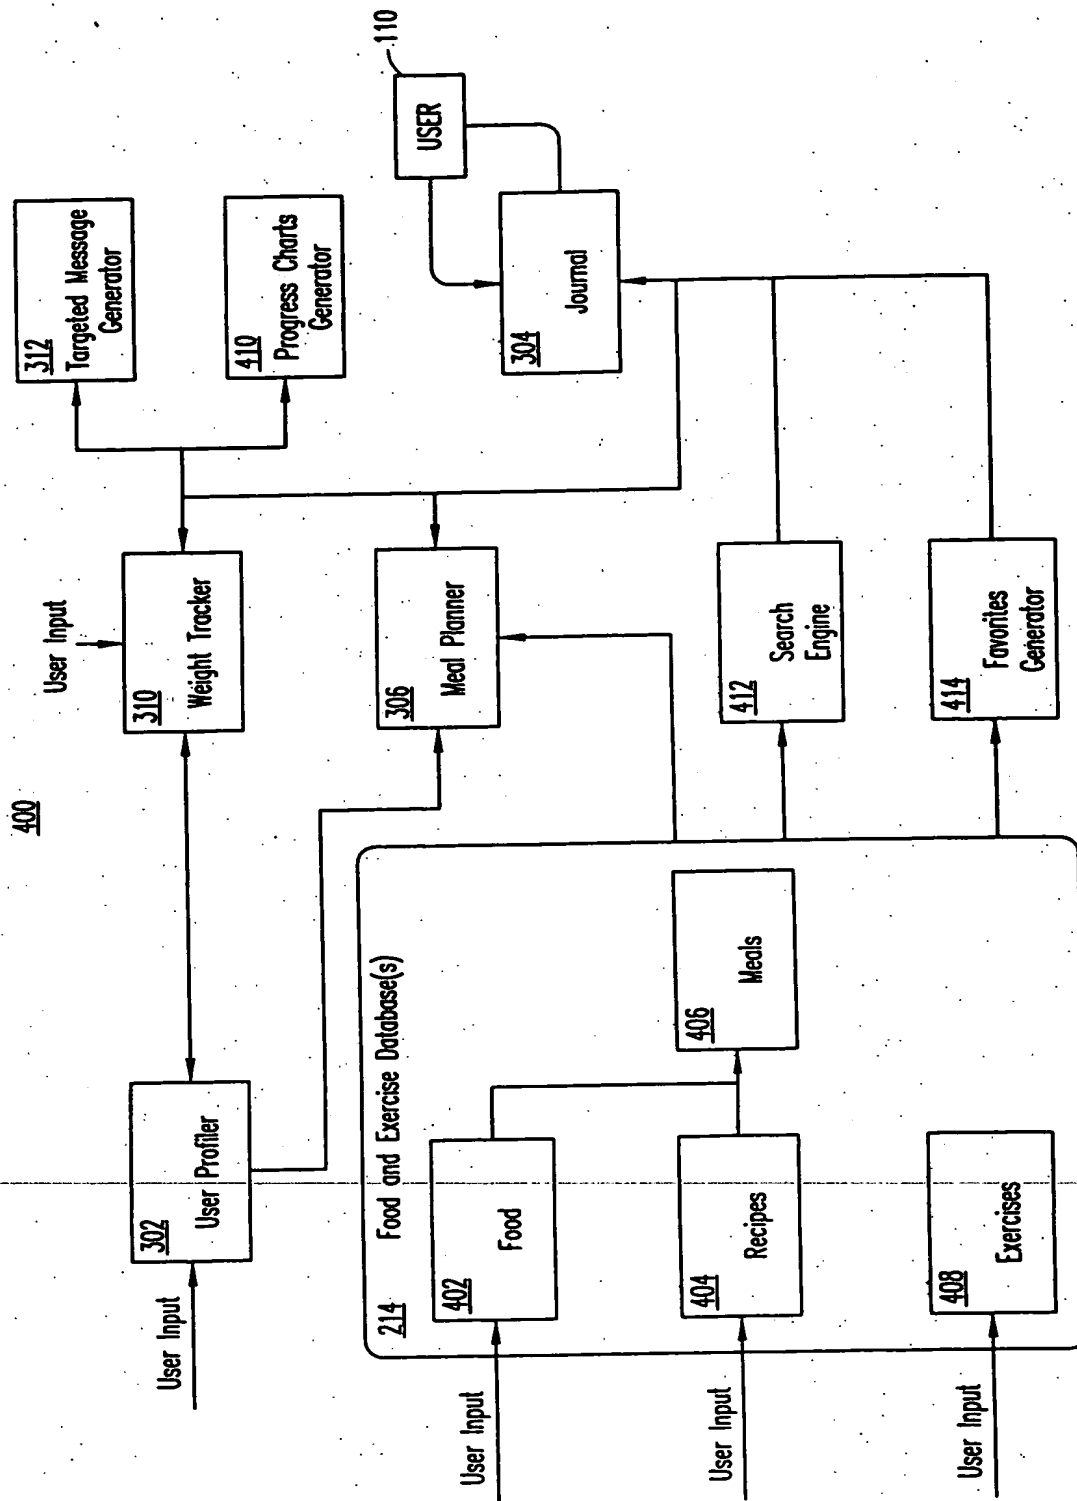 400
User Input
302
User Profiler
User Input
310
Weight Tracker
312
Targeted Message
Generator
410
Progress Charts
Generator
306
Meal Planner
110
USER
304
Journal
214
Food and Exercise Database(s)
User Input
402
Food
User Input
404
Recipes
406
Meals
User Input
408
Exercises
412
Search
Engine
414
Favorites
Generator